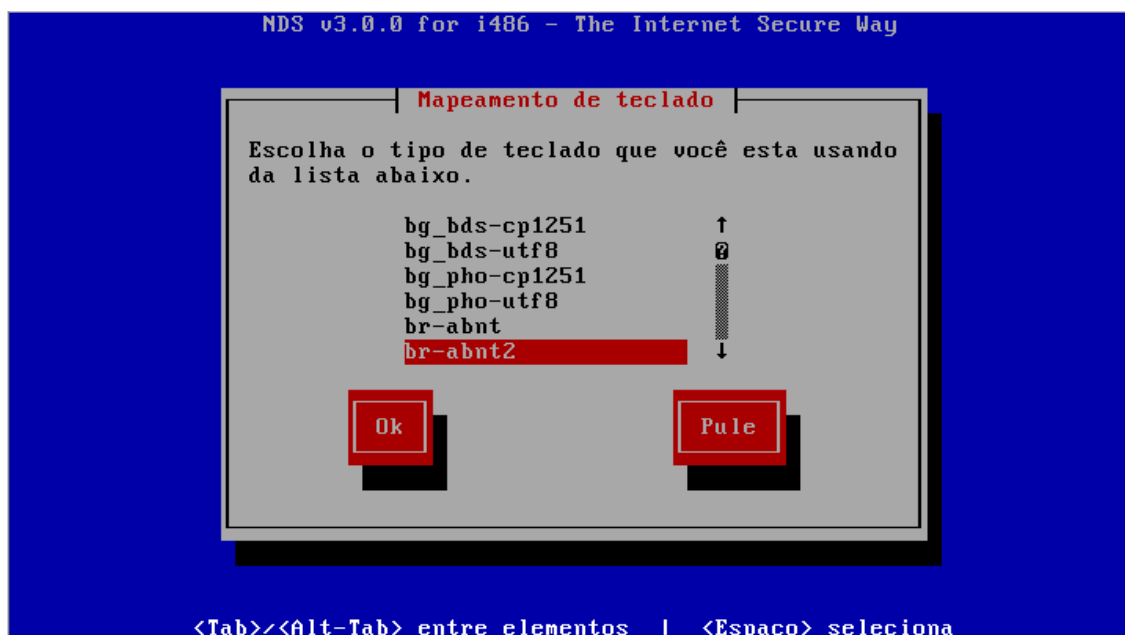 NDS v3.0.0 for i486 - The Internet Secure Way
Mapeamento de teclado
Escolha o tipo de teclado que você esta usando
da lista abaixo.
bg_bds-cp1251
bg_bds-utf8
bg_pho-cp1251
bg_pho-utf8
br-abnt
br-abnt2
Ok
Pule
<Tab>/<Alt-Tab> entre elementos | <Espaco> seleciona